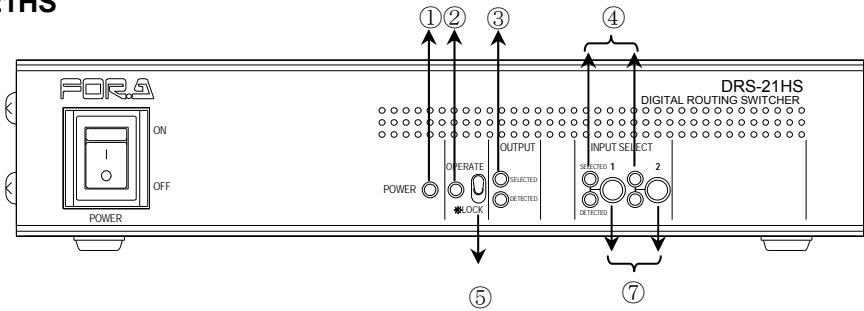 21HS
① ② ③ ④
FOR.A
DRS-21HS
DIGITAL ROUTING SWITCHER
ON
OFF
POWER
POWER
OPERATE
✱LOCK
OUTPUT
SELECTED
DETECTED
INPUT SELECT
SELECTED 1 2
DETECTED
⑤ ⑦